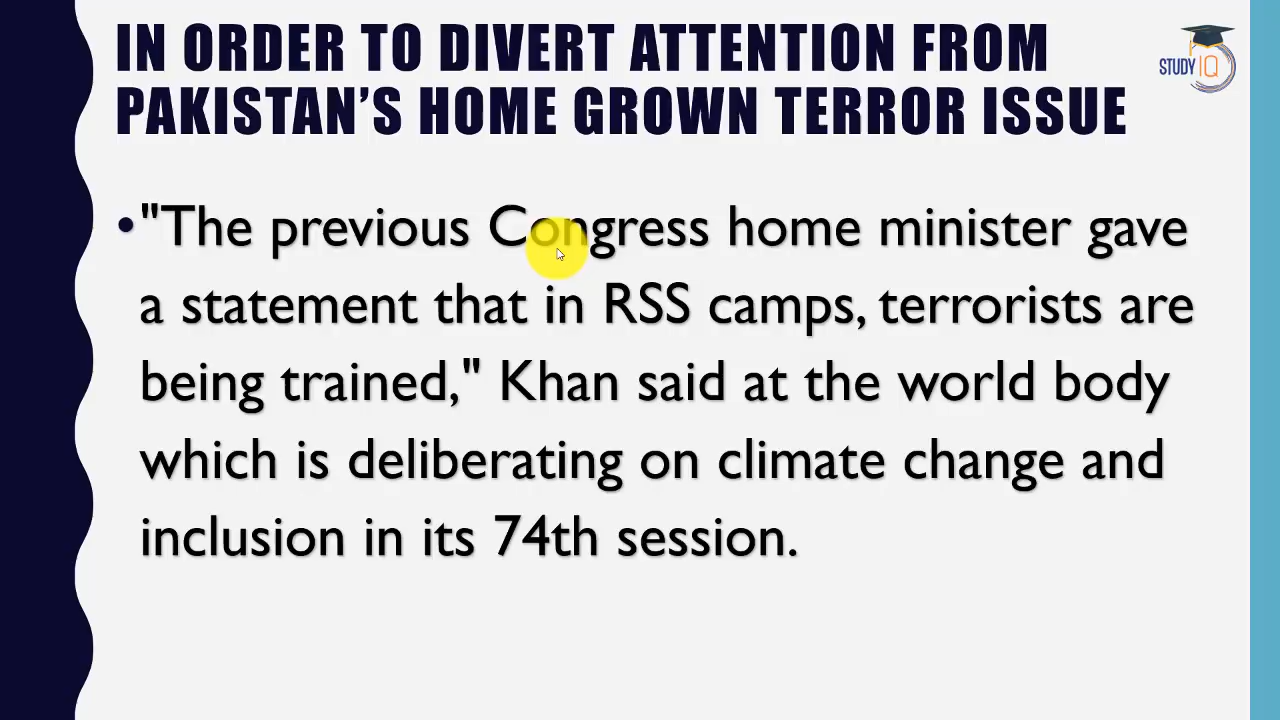 IN ORDER TO DIVERT ATTENTION FROM
PAKISTAN'S HOME GROWN TERROR ISSUE
STUDY IQ
•"The previous Congress home minister gave
a statement that in RSS camps, terrorists are
being trained," Khan said at the world body
which is deliberating on climate change and
inclusion in its 74th session.